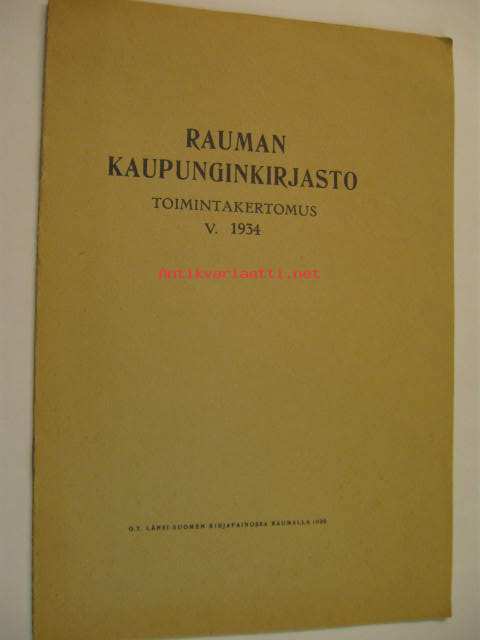 RAUMAN
KAUPUNGINKIRJASTO
TOIMINTAKERTOMUS
V. 1934
Antikvariaatti.net
O.Y. LÄNSI-SUOMEN KIRJAPAINOSSA RAUMALLA